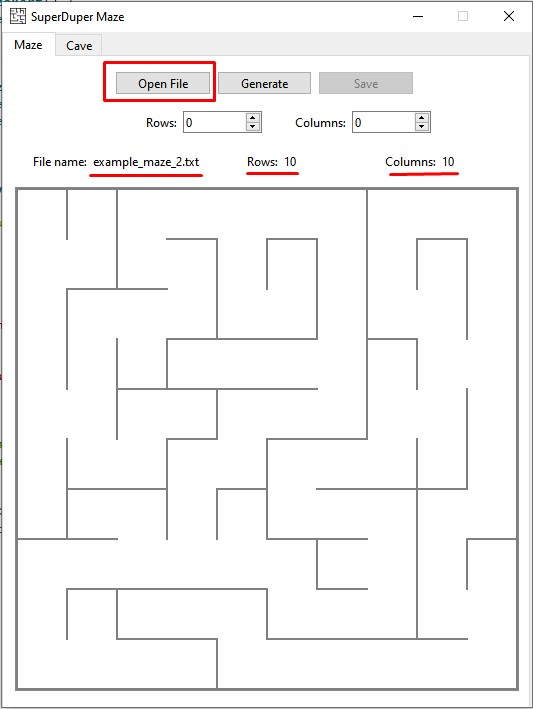 SuperDuper Maze
Maze Cave
Open File Generate Save
Rows: 0 Columns: 0
File name: example_maze_2.txt Rows: 10 Columns: 10